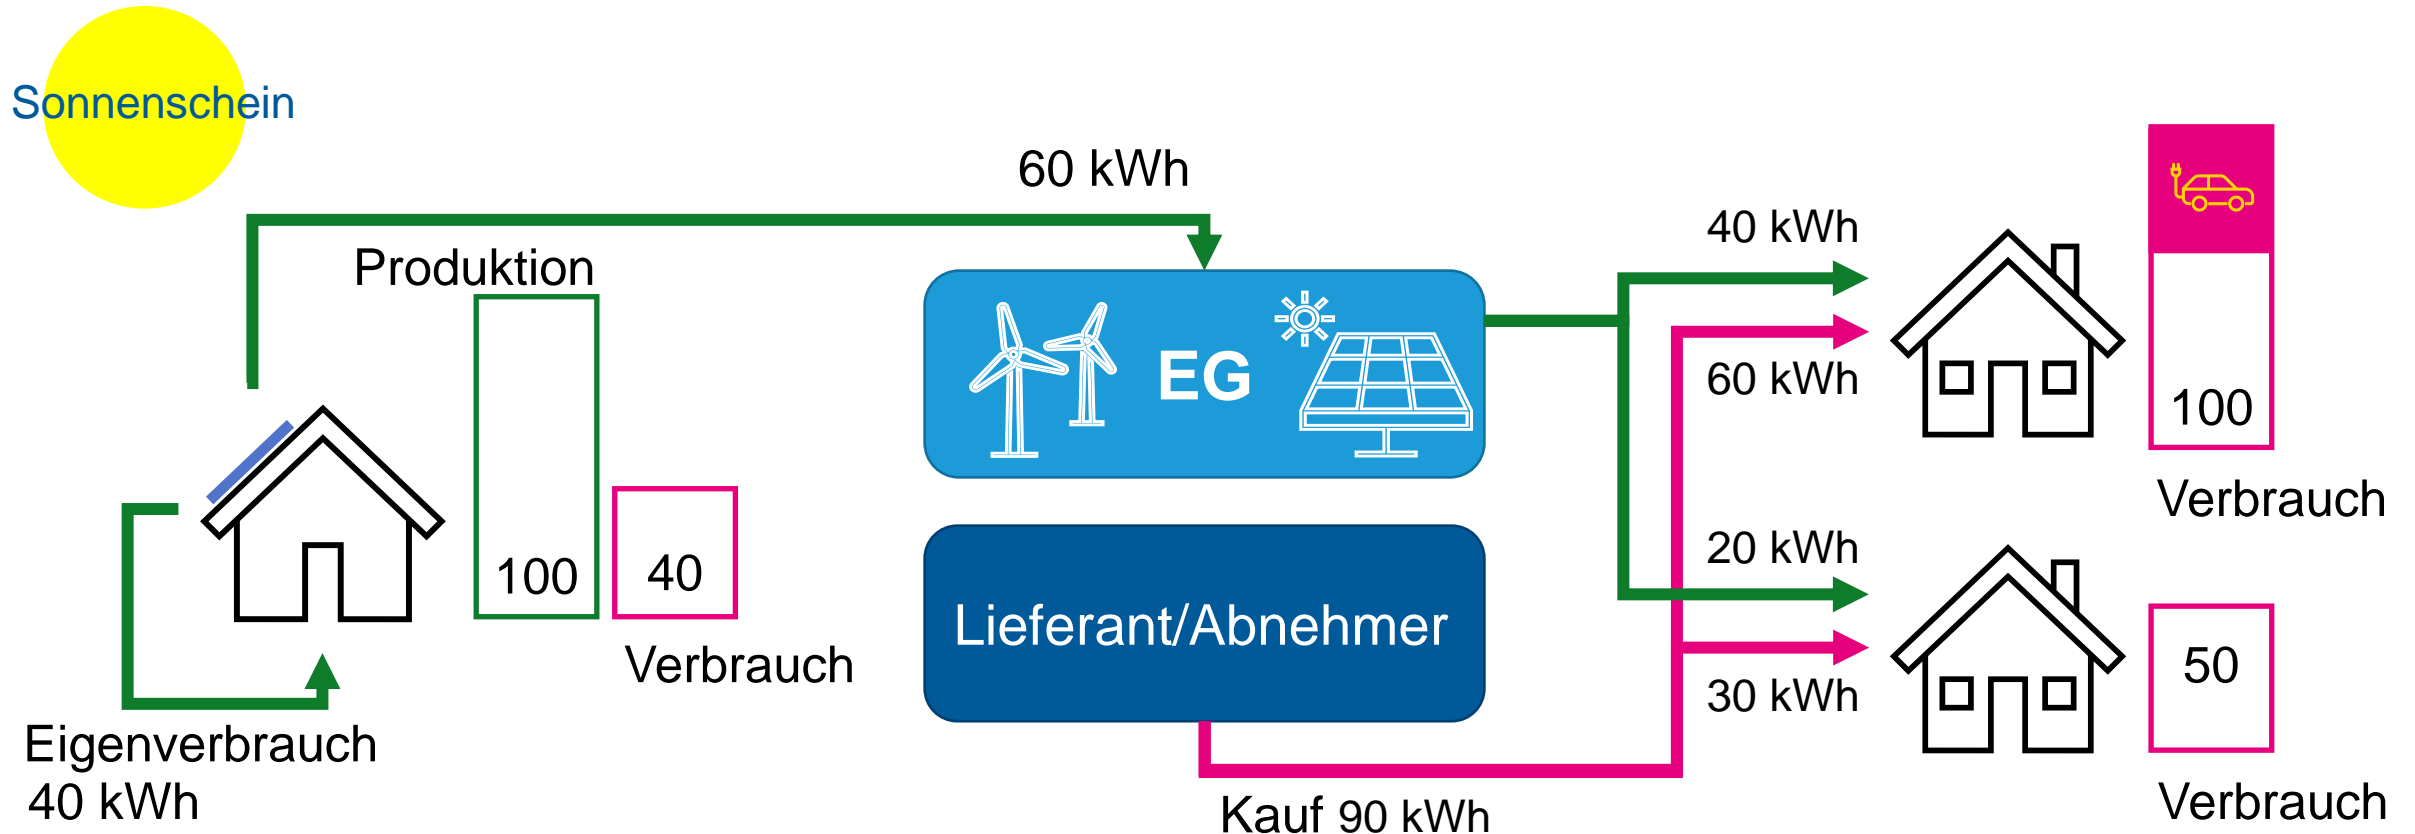 Sonnenschein
60 kWh
Produktion
100
40
Verbrauch
Eigenverbrauch
40 kWh
EG
Lieferant/Abnehmer
Kauf 90 kWh
40 kWh
60 kWh
100
Verbrauch
20 kWh
30 kWh
50
Verbrauch